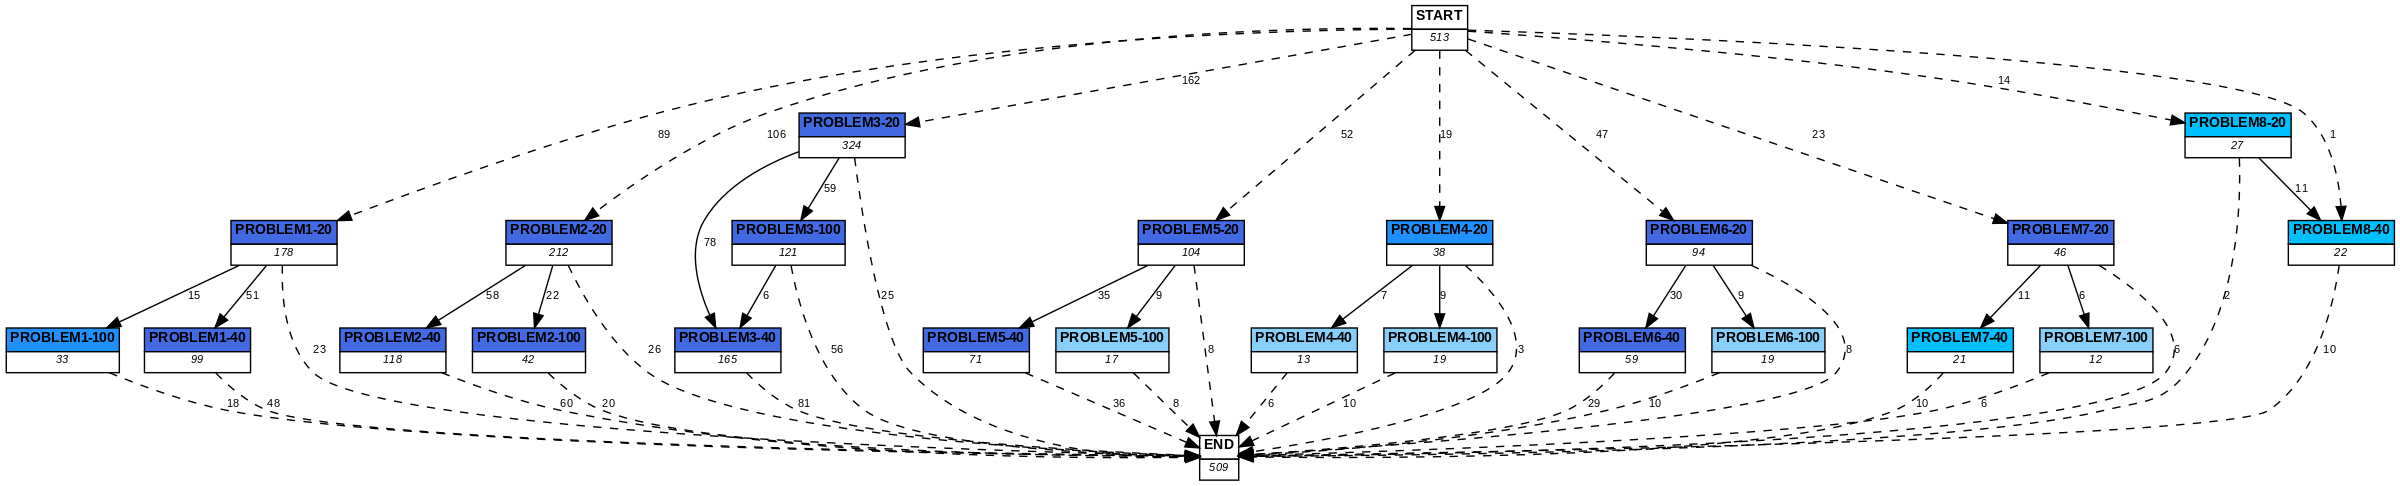 START
513
14
162
89
106
52
19
47
23
1
PROBLEM3-20
324
PROBLEM8-20
27
59
78
25
11
2
PROBLEM1-20
178
PROBLEM2-20
212
PROBLEM3-100
121
PROBLEM5-20
104
PROBLEM4-20
38
PROBLEM6-20
94
PROBLEM7-20
46
PROBLEM8-40
22
15
51
23
58
22
26
6
56
35
9
8
7
9
3
30
9
8
11
6
6
10
PROBLEM1-100
33
PROBLEM1-40
99
PROBLEM2-40
118
PROBLEM2-100
42
PROBLEM3-40
165
PROBLEM5-40
71
PROBLEM5-100
17
PROBLEM4-40
13
PROBLEM4-100
19
PROBLEM6-40
59
PROBLEM6-100
19
PROBLEM7-40
21
PROBLEM7-100
12
18
48
60
20
81
36
8
6
10
29
10
10
6
END
509